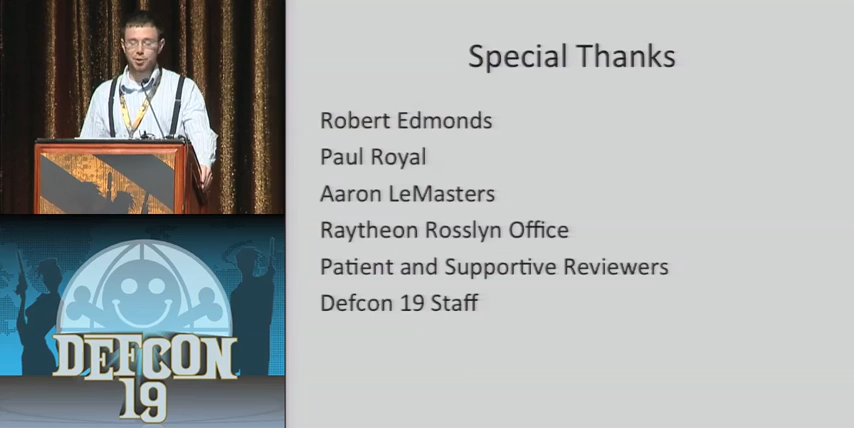 Special Thanks
Robert Edmonds
Paul Royal
Aaron LeMasters
Raytheon Rosslyn Office
Patient and Supportive Reviewers
Defcon 19 Staff
DEFCON
19